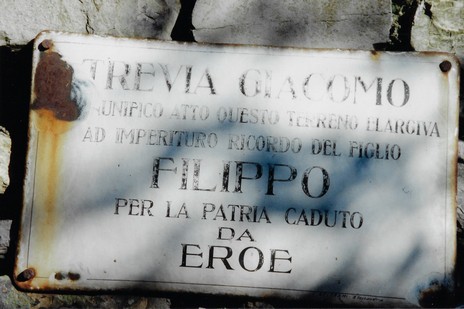 TREVIA GIACOMO
MUNIFICO ATTO QUESTO TERRENO ELARGIVA
AD IMPERITURO RICORDO DEL FIGLIO
FILIPPO
PER LA PATRIA CADUTO
DA
EROE